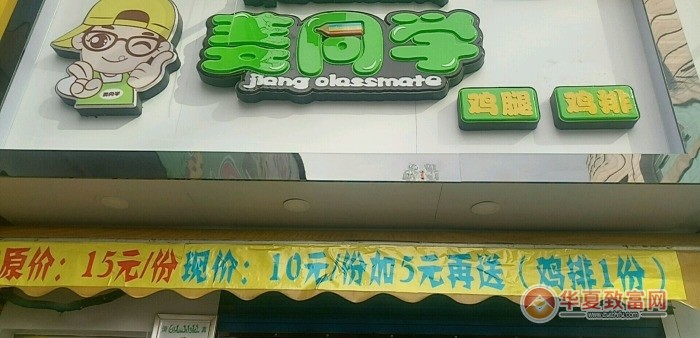 姜同学
jiang classmate
鸡腿 鸡排
原价：15元/份 现价：10元/份加5元再送（鸡排1份）
华夏致富网